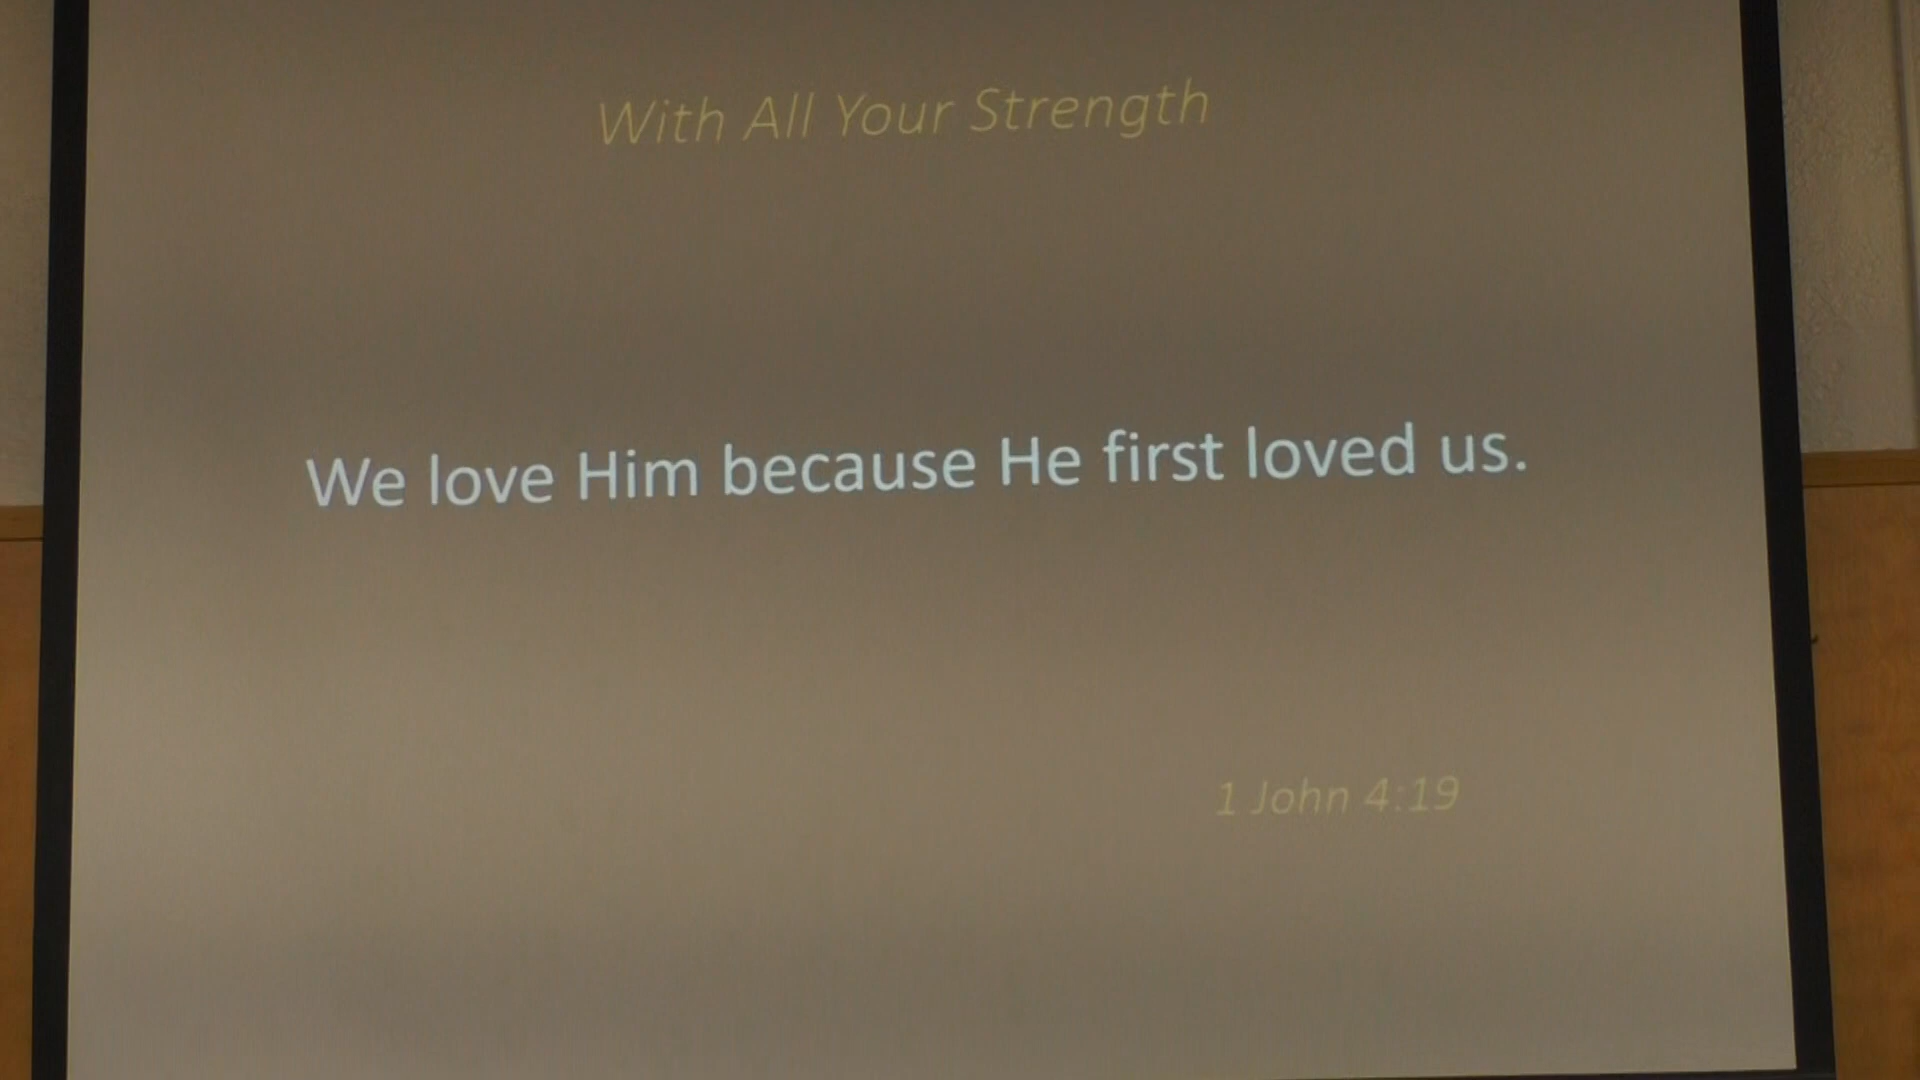 With All Your Strength
We love Him because He first loved us.
1 John 4:19